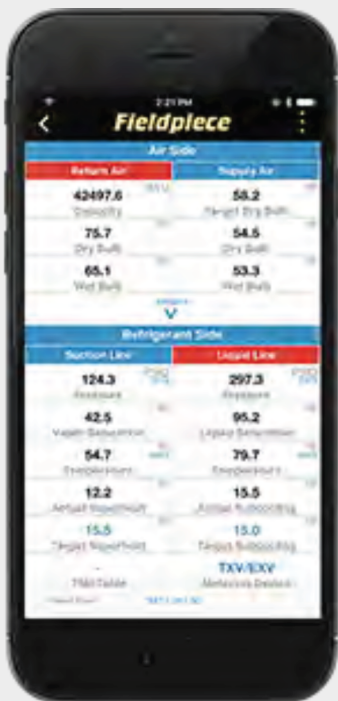 2:21 PM
Fieldpiece
Air Side
Return Air Supply Air
42497.6 BTU 55.2 °F
Capacity Target Dry Bulb
75.7 54.5
Dry Bulb Dry Bulb
65.1 53.3
Wet Bulb Wet Bulb
Refrigerant Side
Suction Line Liquid Line
124.3 PSIG 297.3 PSIG
Pressure Pressure
42.5 95.2
Vapor Saturation Liquid Saturation
54.7 79.7
Temperature Temperature
12.2 15.5
Actual Superheat Actual Subcooling
15.5 15.0
Target Superheat Target Subcooling
- TXV/EXV
Metering Device